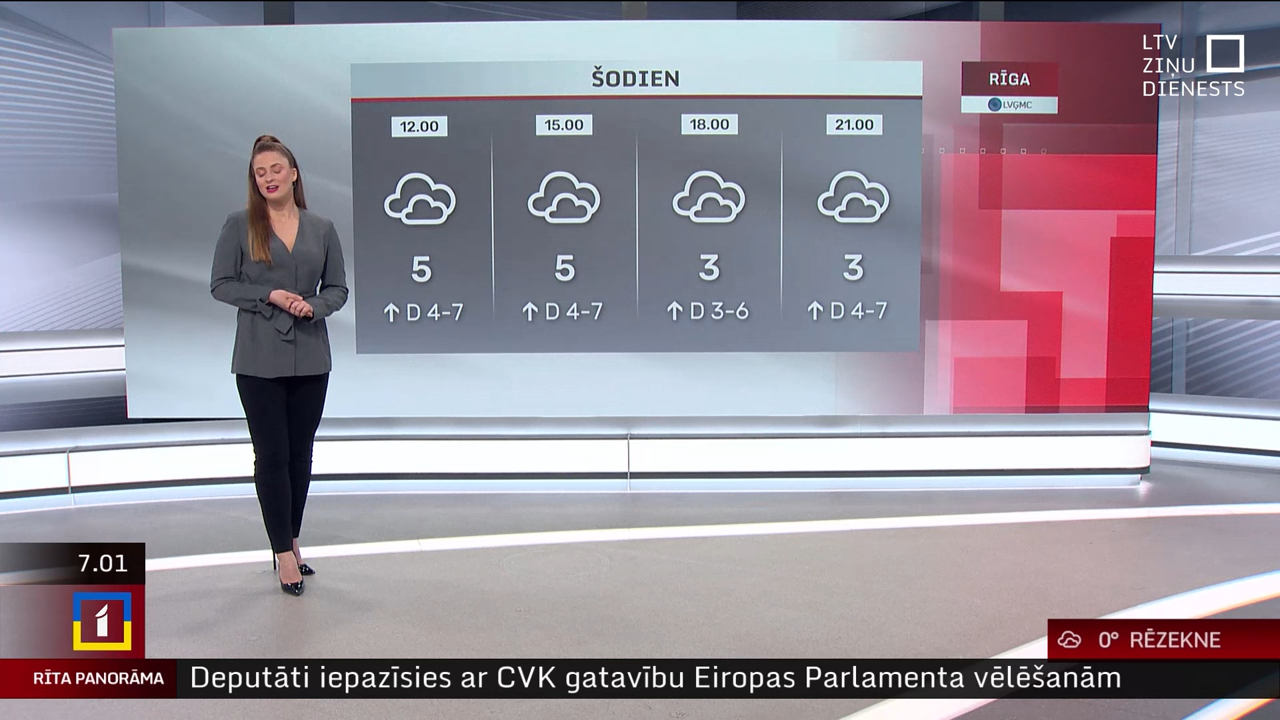 LTV
ZIŅU
DIENESTS
ŠODIEN
RĪGA
LVĢMC
12.00 15.00 18.00 21.00
5 5 3 3
↑ D 4-7 ↑ D 4-7 ↑ D 3-6 ↑ D 4-7
7.01
1
0° RĒZEKNE
RĪTA PANORĀMA Deputāti iepazīsies ar CVK gatavību Eiropas Parlamenta vēlēšanām